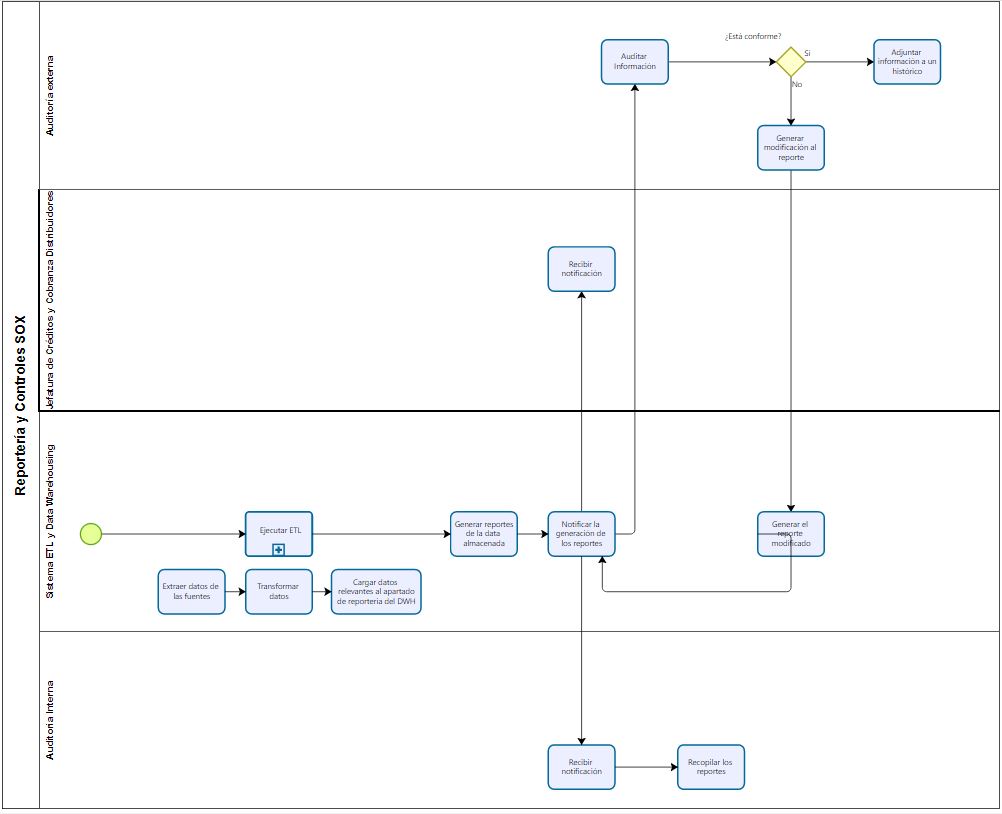 Reportería y Controles SOX
Auditoría externa
Auditar
Información
¿Está conforme?
Si
No
Adjuntar
información a un
histórico
Generar
modificación al
reporte
Jefatura de Créditos y Cobranza Distribuidores
Recibir
notificación
Sistema ETL y Data Warehousing
Ejecutar ETL
Generar reportes
de la data
almacenada
Notificar la
generación de
los reportes
Generar el
reporte
modificado
Extraer datos de
las fuentes
Transformar
datos
Cargar datos
relevantes al apartado
de reportería del DWH
Auditoría Interna
Recibir
notificación
Recopilar los
reportes